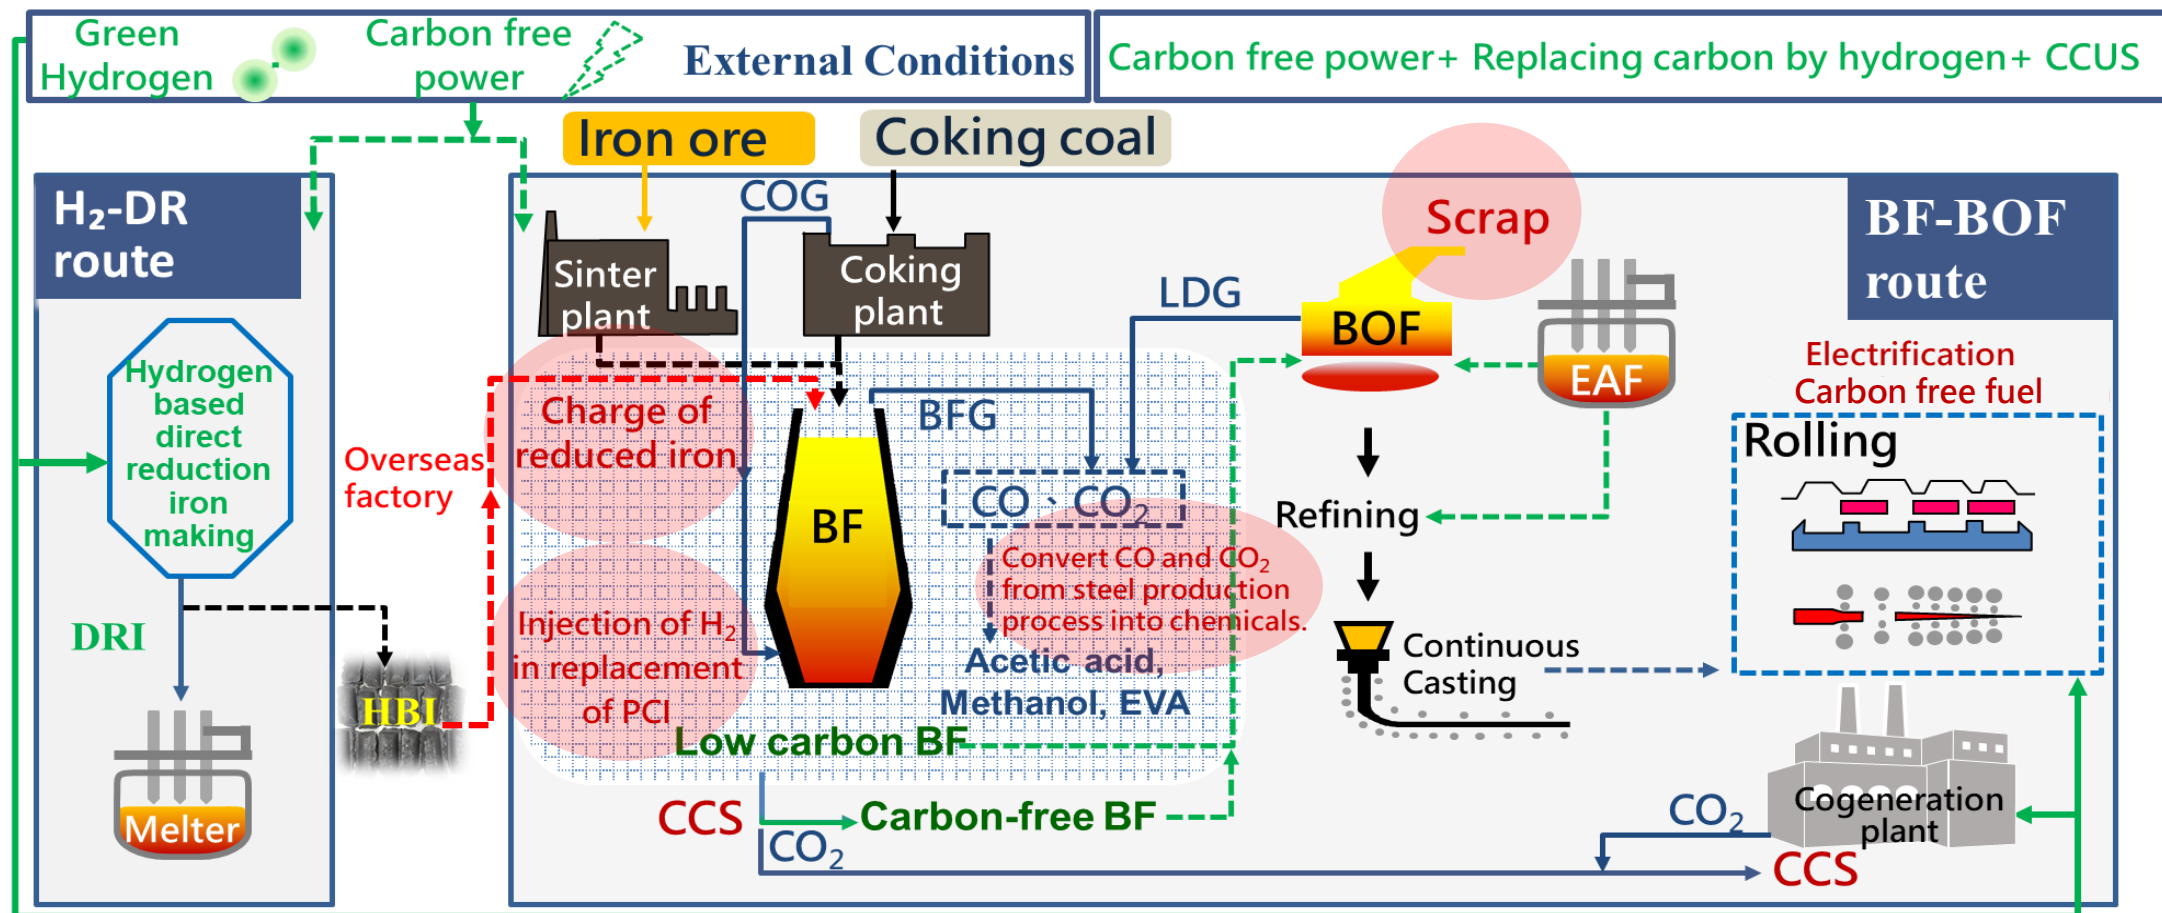 Green
Hydrogen
Carbon free
power
External Conditions
Carbon free power+ Replacing carbon by hydrogen+ CCUS
H₂-DR
route
Hydrogen
based
direct
reduction
iron
making
DRI
Melter
HBI
Overseas
factory
Iron ore
Coking coal
COG
Sinter
plant
Coking
plant
Charge of
reduced iron
Injection of H₂
in replacement
of PCI
BF
BFG
LDG
CO、CO₂
Convert CO and CO₂
from steel production
process into chemicals.
Acetic acid,
Methanol, EVA
Low carbon BF
CCS
Carbon-free BF
CO₂
Scrap
BOF
EAF
Refining
Continuous
Casting
BF-BOF
route
Electrification
Carbon free fuel
Rolling
Cogeneration
plant
CO₂
CCS